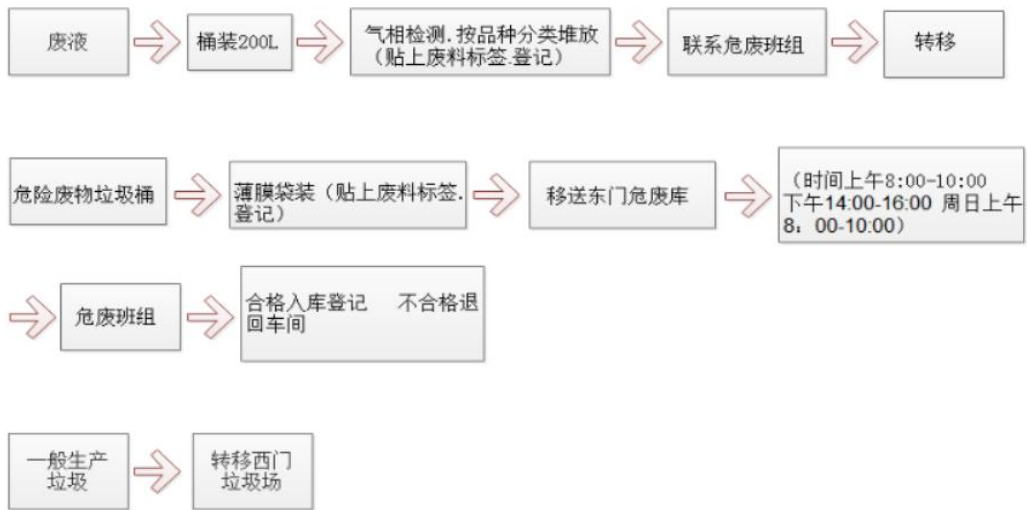 废液
桶装200L
气相检测.按品种分类堆放
（贴上废料标签.登记）
联系危废班组
转移
危险废物垃圾桶
薄膜袋装（贴上废料标签.
登记）
移送东门危废库
（时间上午8:00-10:00
下午14:00-16:00 周日上午
8：00-10:00）
危废班组
合格入库登记 不合格退
回车间
一般生产
垃圾
转移西门
垃圾场